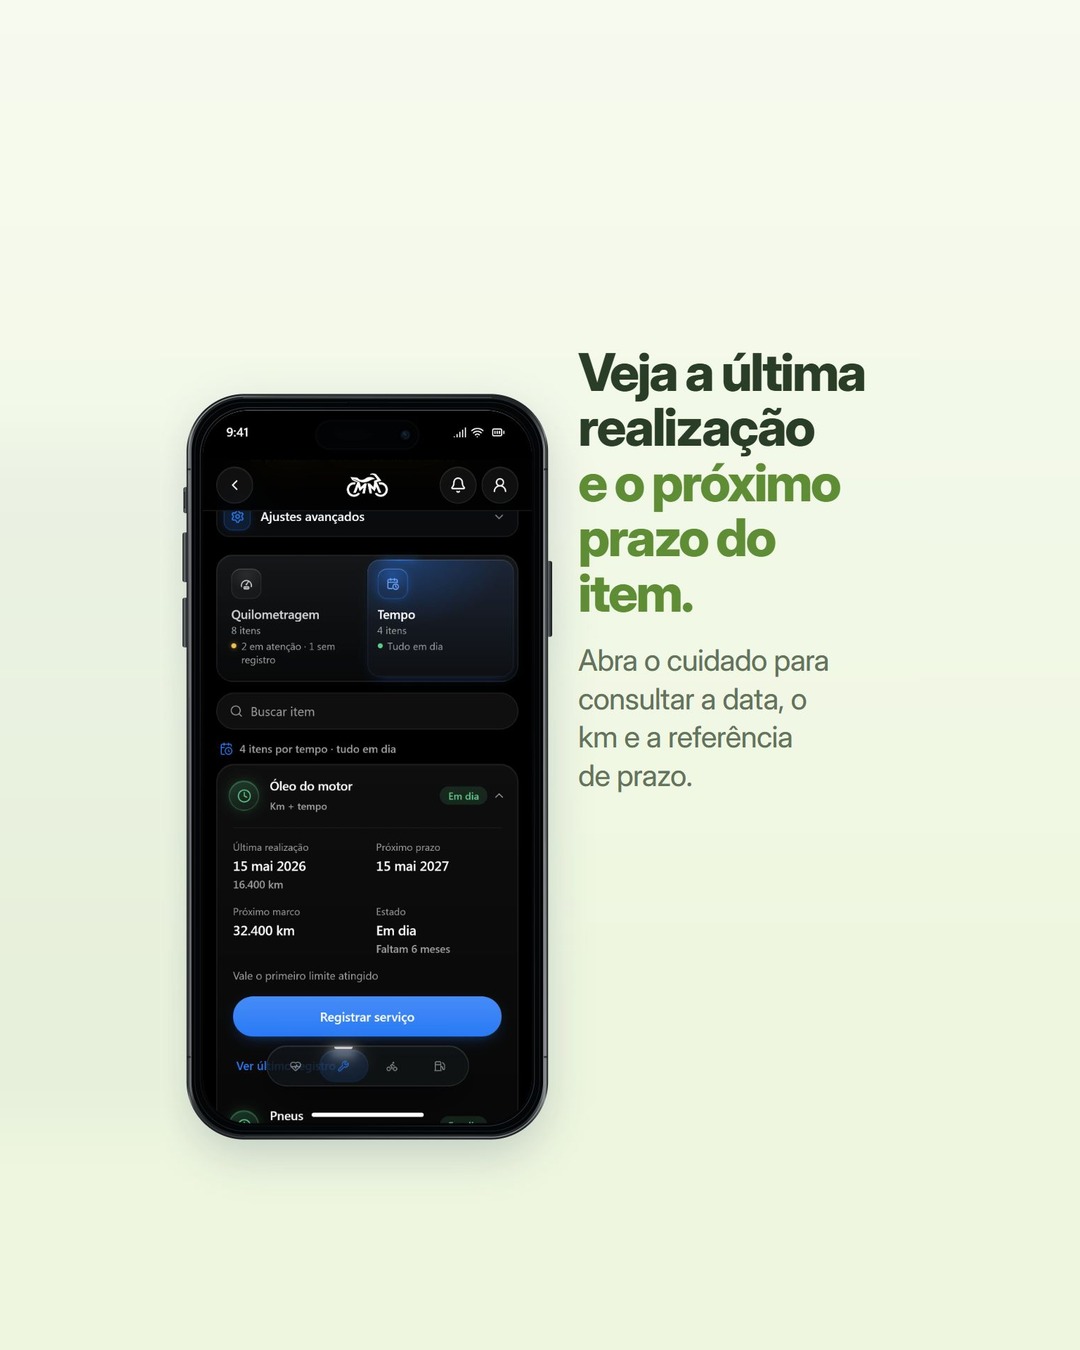 Veja a última
realização
e o próximo
prazo do
item.
Abra o cuidado para
consultar a data, o
km e a referência
de prazo.
9:41
MM
Ajustes avançados
Quilometragem
8 itens
2 em atenção · 1 sem
registro
Tempo
4 itens
Tudo em dia
Buscar item
4 itens por tempo · tudo em dia
Óleo do motor
Km + tempo
Em dia
Última realização
15 mai 2026
16.400 km
Próximo prazo
15 mai 2027
Próximo marco
32.400 km
Estado
Em dia
Faltam 6 meses
Vale o primeiro limite atingido
Registrar serviço
Ver último registro
Pneus